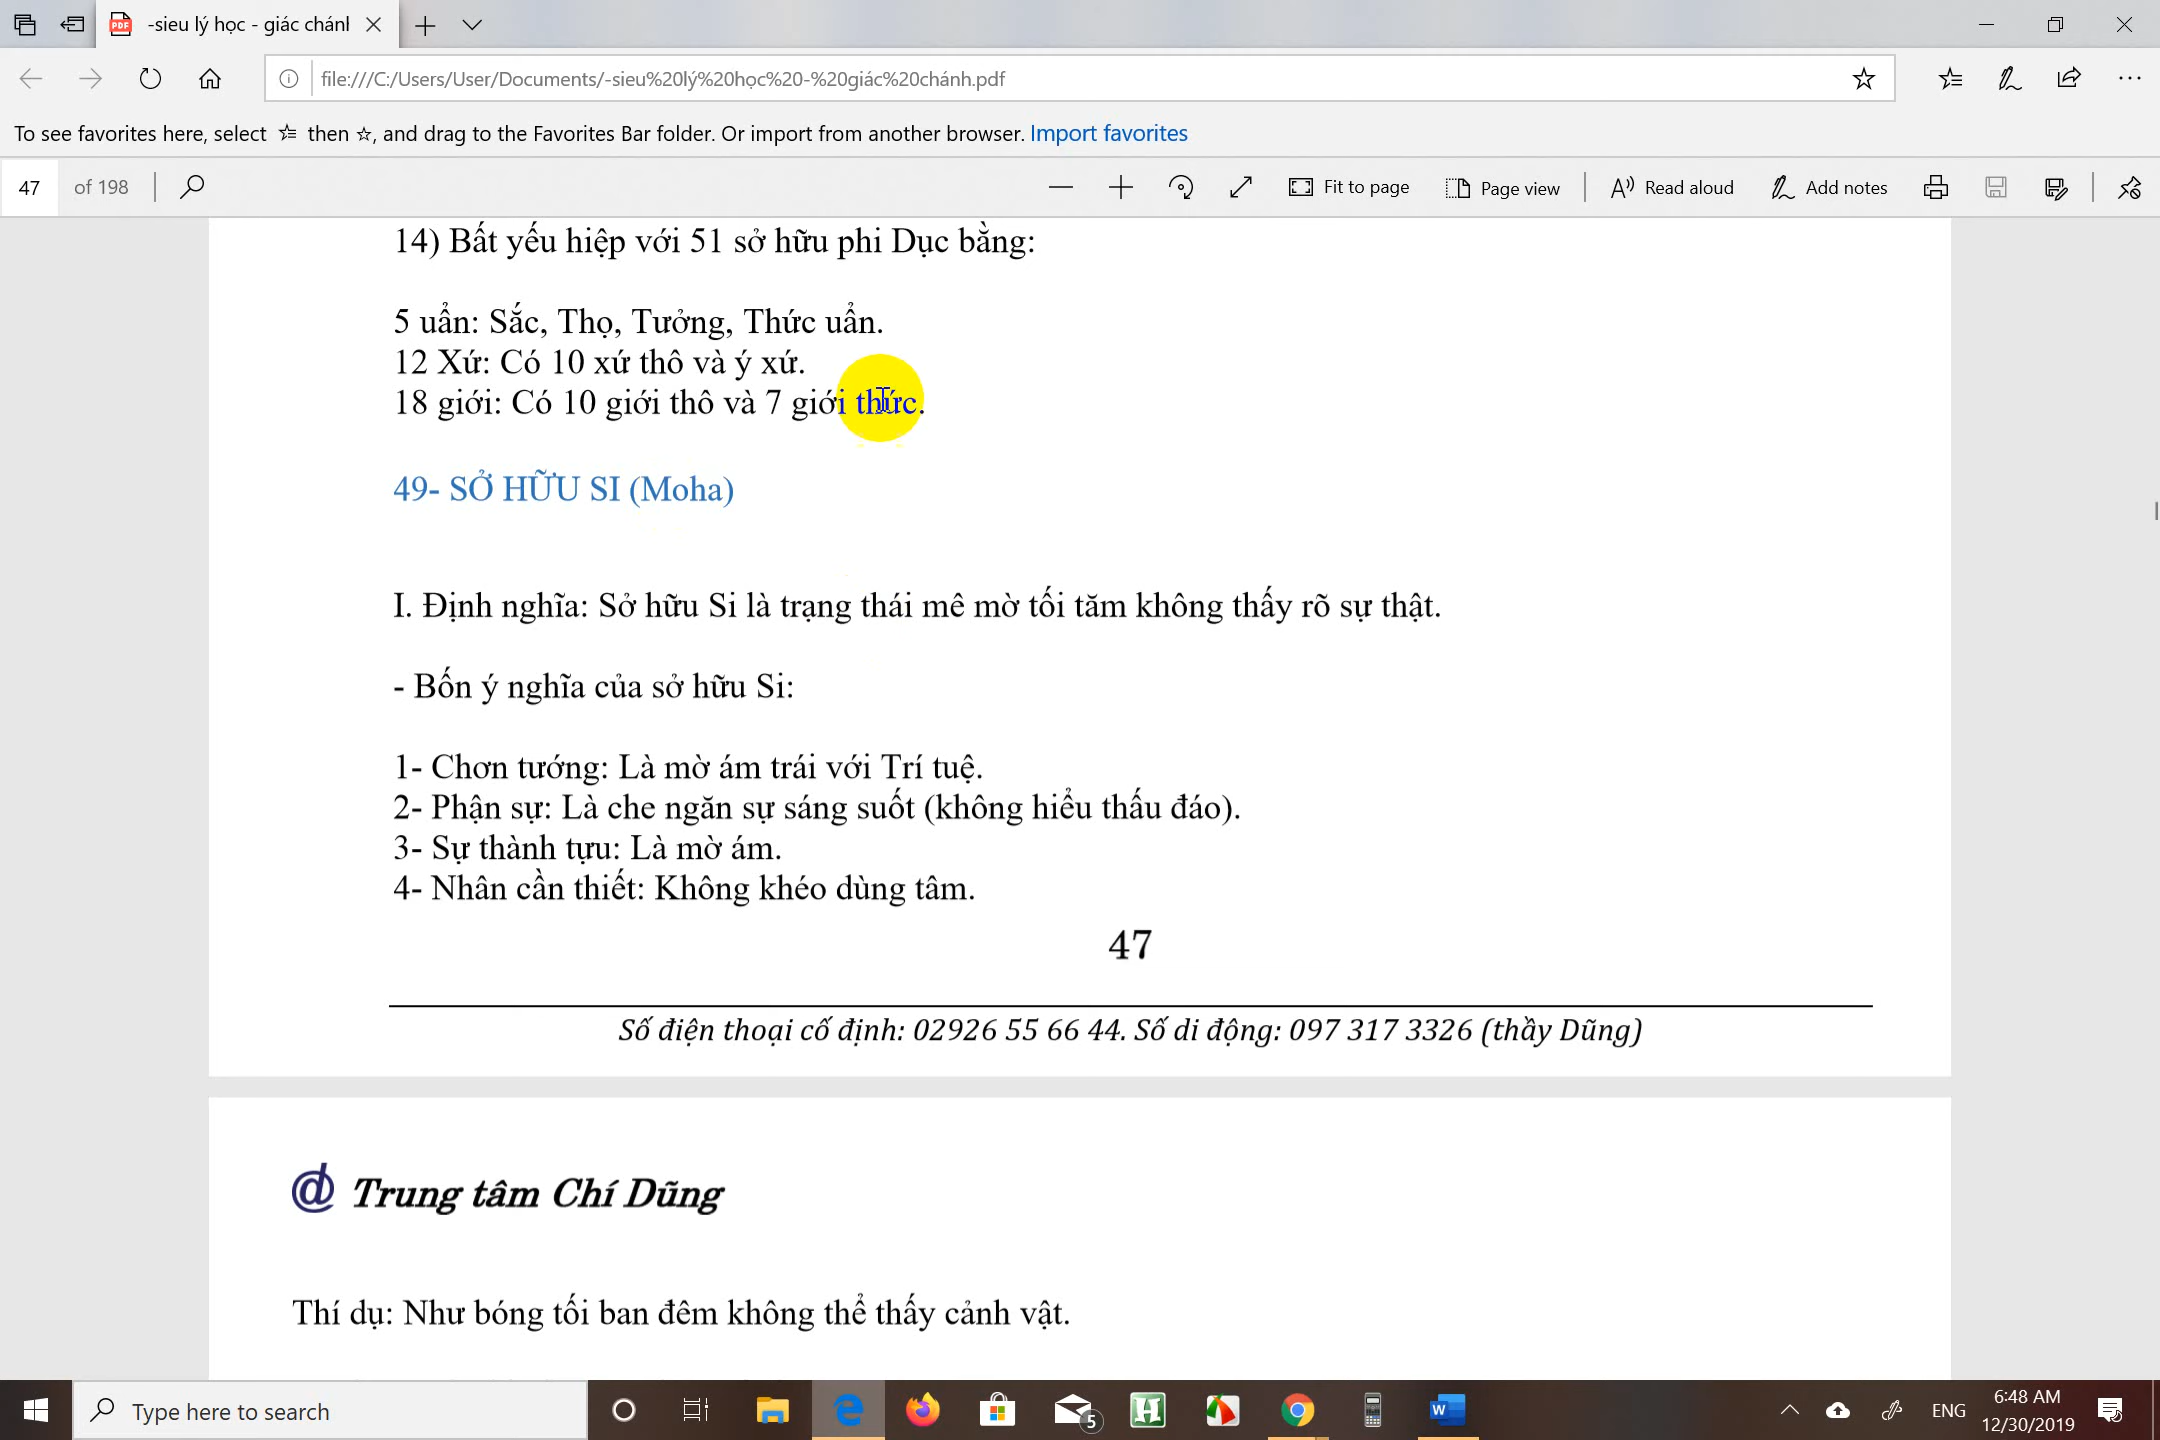 -sieu lý học - giác chánl
file:///C:/Users/User/Documents/-sieu%20lý%20học%20-%20giác%20chánh.pdf
To see favorites here, select then , and drag to the Favorites Bar folder. Or import from another browser. Import favorites
47 of 198 Fit to page Page view Read aloud Add notes
14) Bất yếu hiệp với 51 sở hữu phi Dục bằng:
5 uẩn: Sắc, Thọ, Tưởng, Thức uẩn.
12 Xứ: Có 10 xứ thô và ý xứ.
18 giới: Có 10 giới thô và 7 giới thức.
49- SỞ HỮU SI (Moha)
I. Định nghĩa: Sở hữu Si là trạng thái mê mờ tối tăm không thấy rõ sự thật.
- Bốn ý nghĩa của sở hữu Si:
1- Chơn tướng: Là mờ ám trái với Trí tuệ.
2- Phận sự: Là che ngăn sự sáng suốt (không hiểu thấu đáo).
3- Sự thành tựu: Là mờ ám.
4- Nhân cần thiết: Không khéo dùng tâm.
47
Số điện thoại cố định: 02926 55 66 44. Số di động: 097 317 3326 (thầy Dũng)
Trung tâm Chí Dũng
Thí dụ: Như bóng tối ban đêm không thể thấy cảnh vật.
Type here to search
5
ENG
6:48 AM
12/30/2019